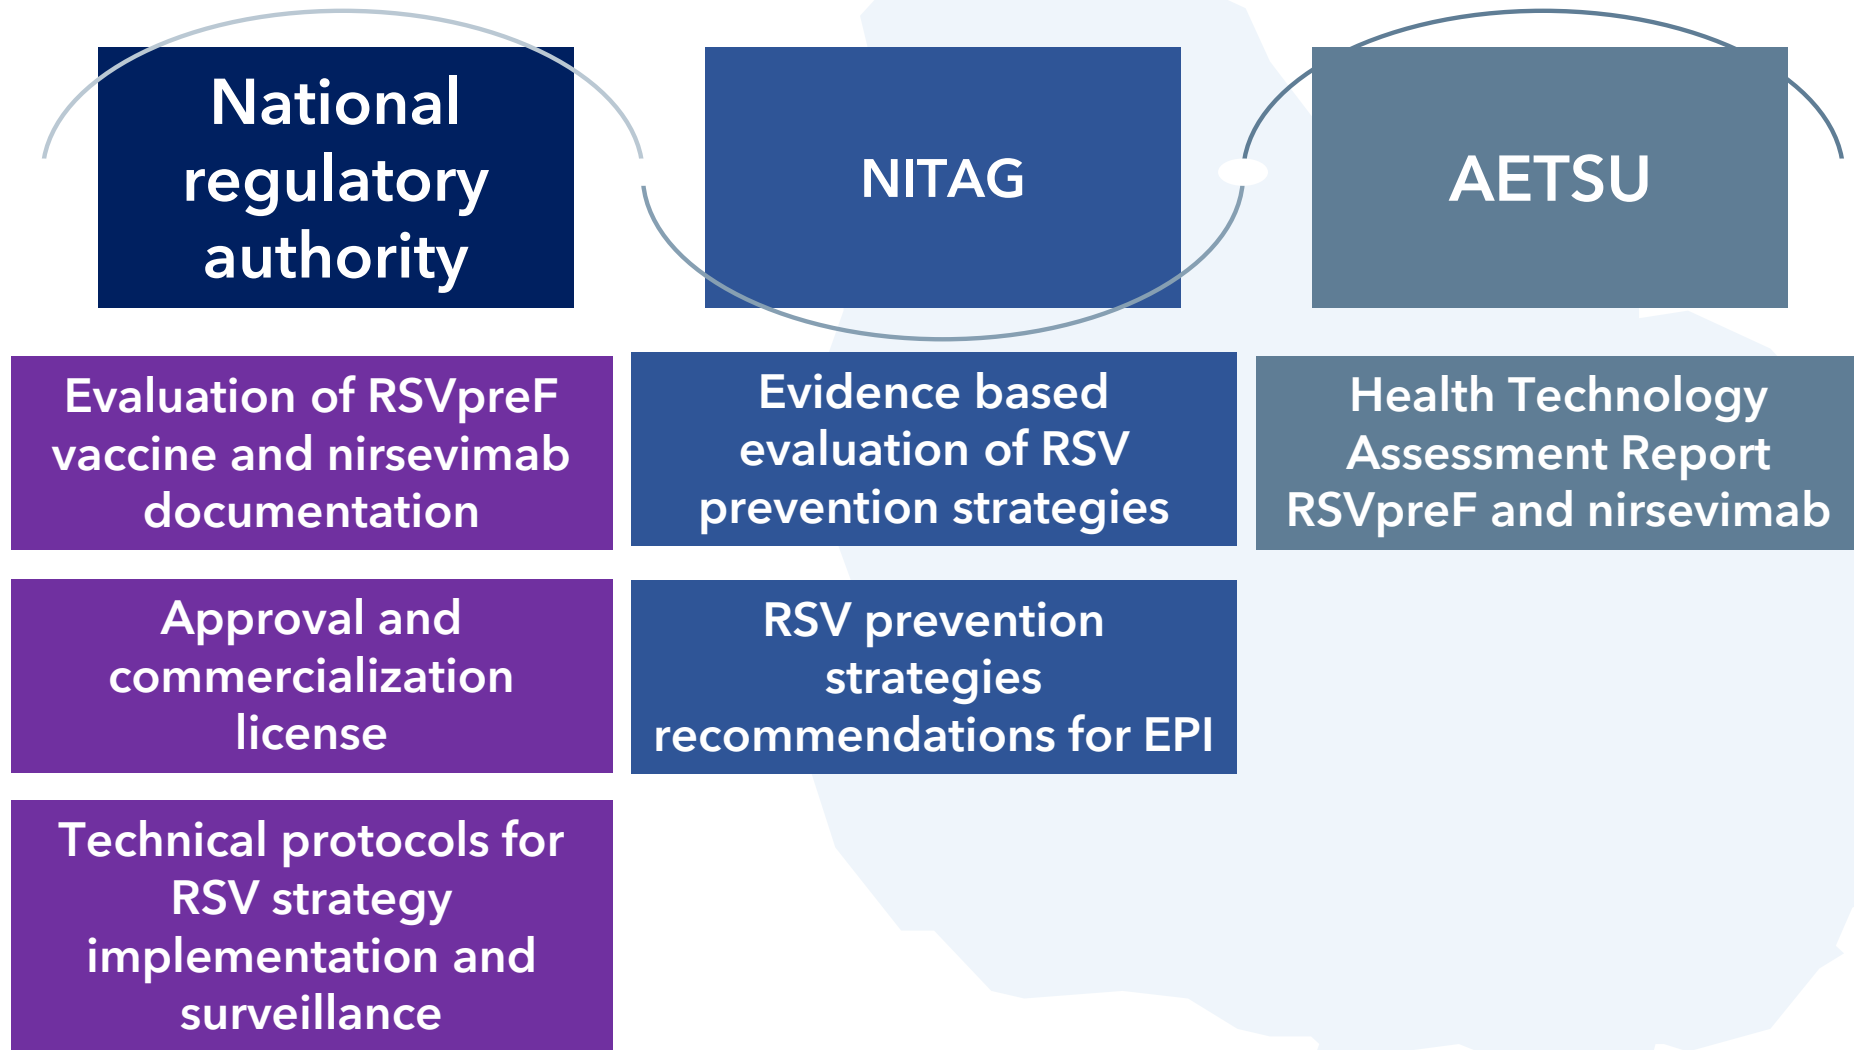 National
regulatory
authority
NITAG
AETSU
Evaluation of RSVpreF
vaccine and nirsevimab
documentation
Approval and
commercialization
license
Technical protocols for
RSV strategy
implementation and
surveillance
Evidence based
evaluation of RSV
prevention strategies
RSV prevention
strategies
recommendations for EPI
Health Technology
Assessment Report
RSVpreF and nirsevimab